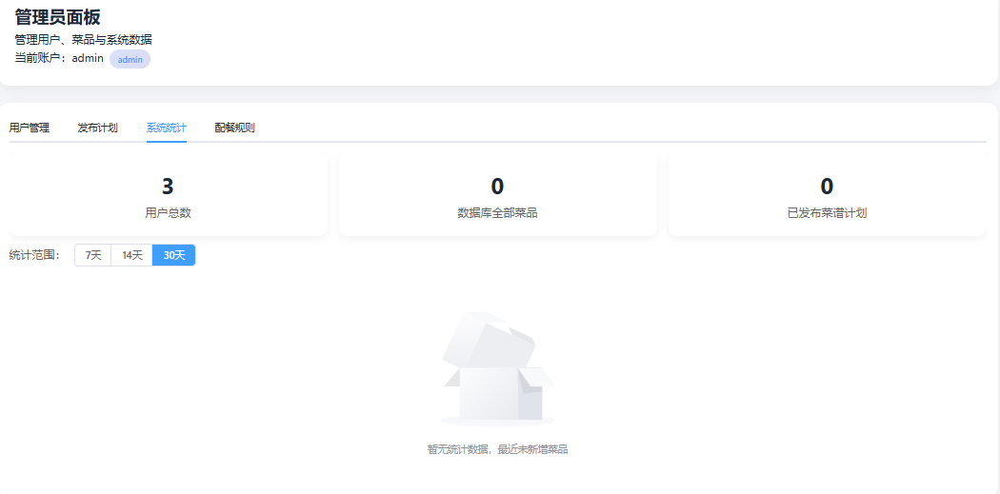 管理员面板
管理用户、菜品与系统数据
当前账户：admin admin
用户管理 发布计划 系统统计 配餐规则
3 0 0
用户总数 数据库全部菜品 已发布菜谱计划
统计范围： 7天 14天 30天
暂无统计数据，最近未新增菜品